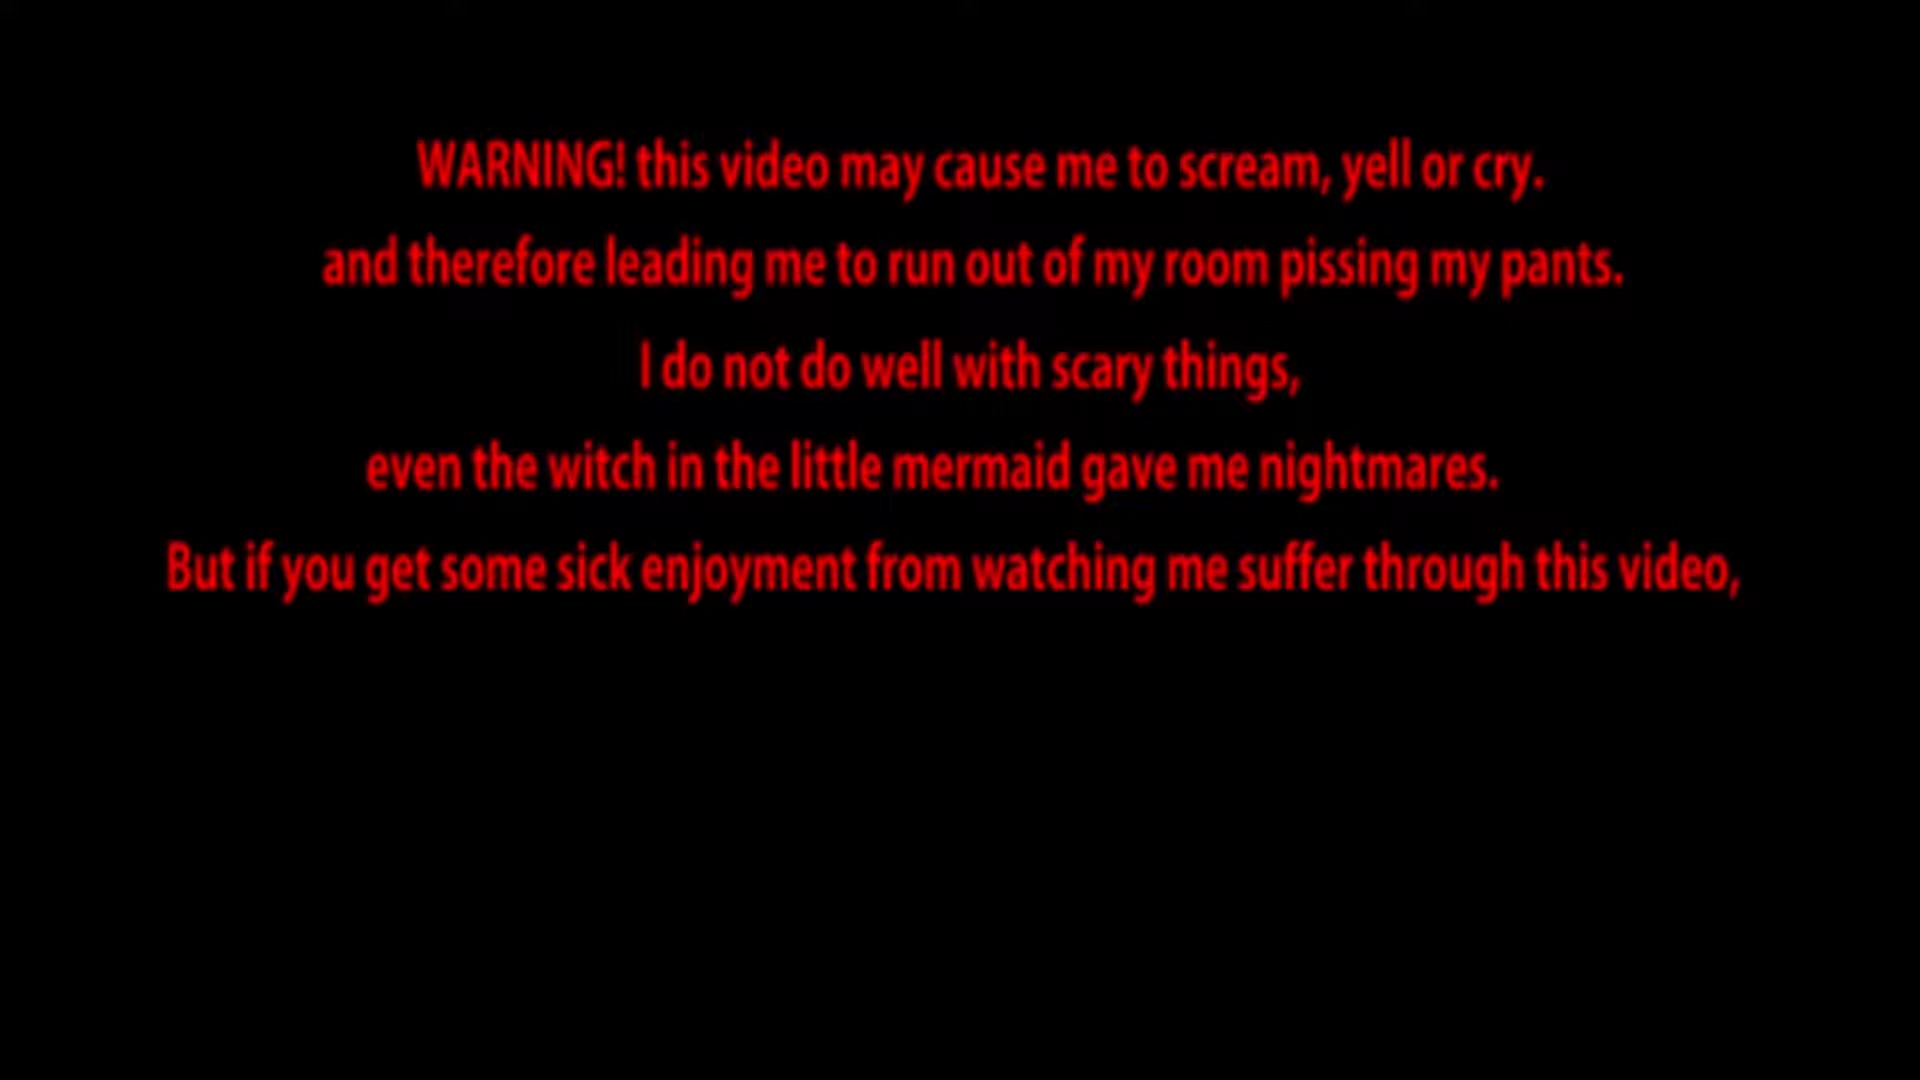 WARNING! this video may cause me to scream, yell or cry.
and therefore leading me to run out of my room pissing my pants.
I do not do well with scary things,
even the witch in the little mermaid gave me nightmares.
But if you get some sick enjoyment from watching me suffer through this video,